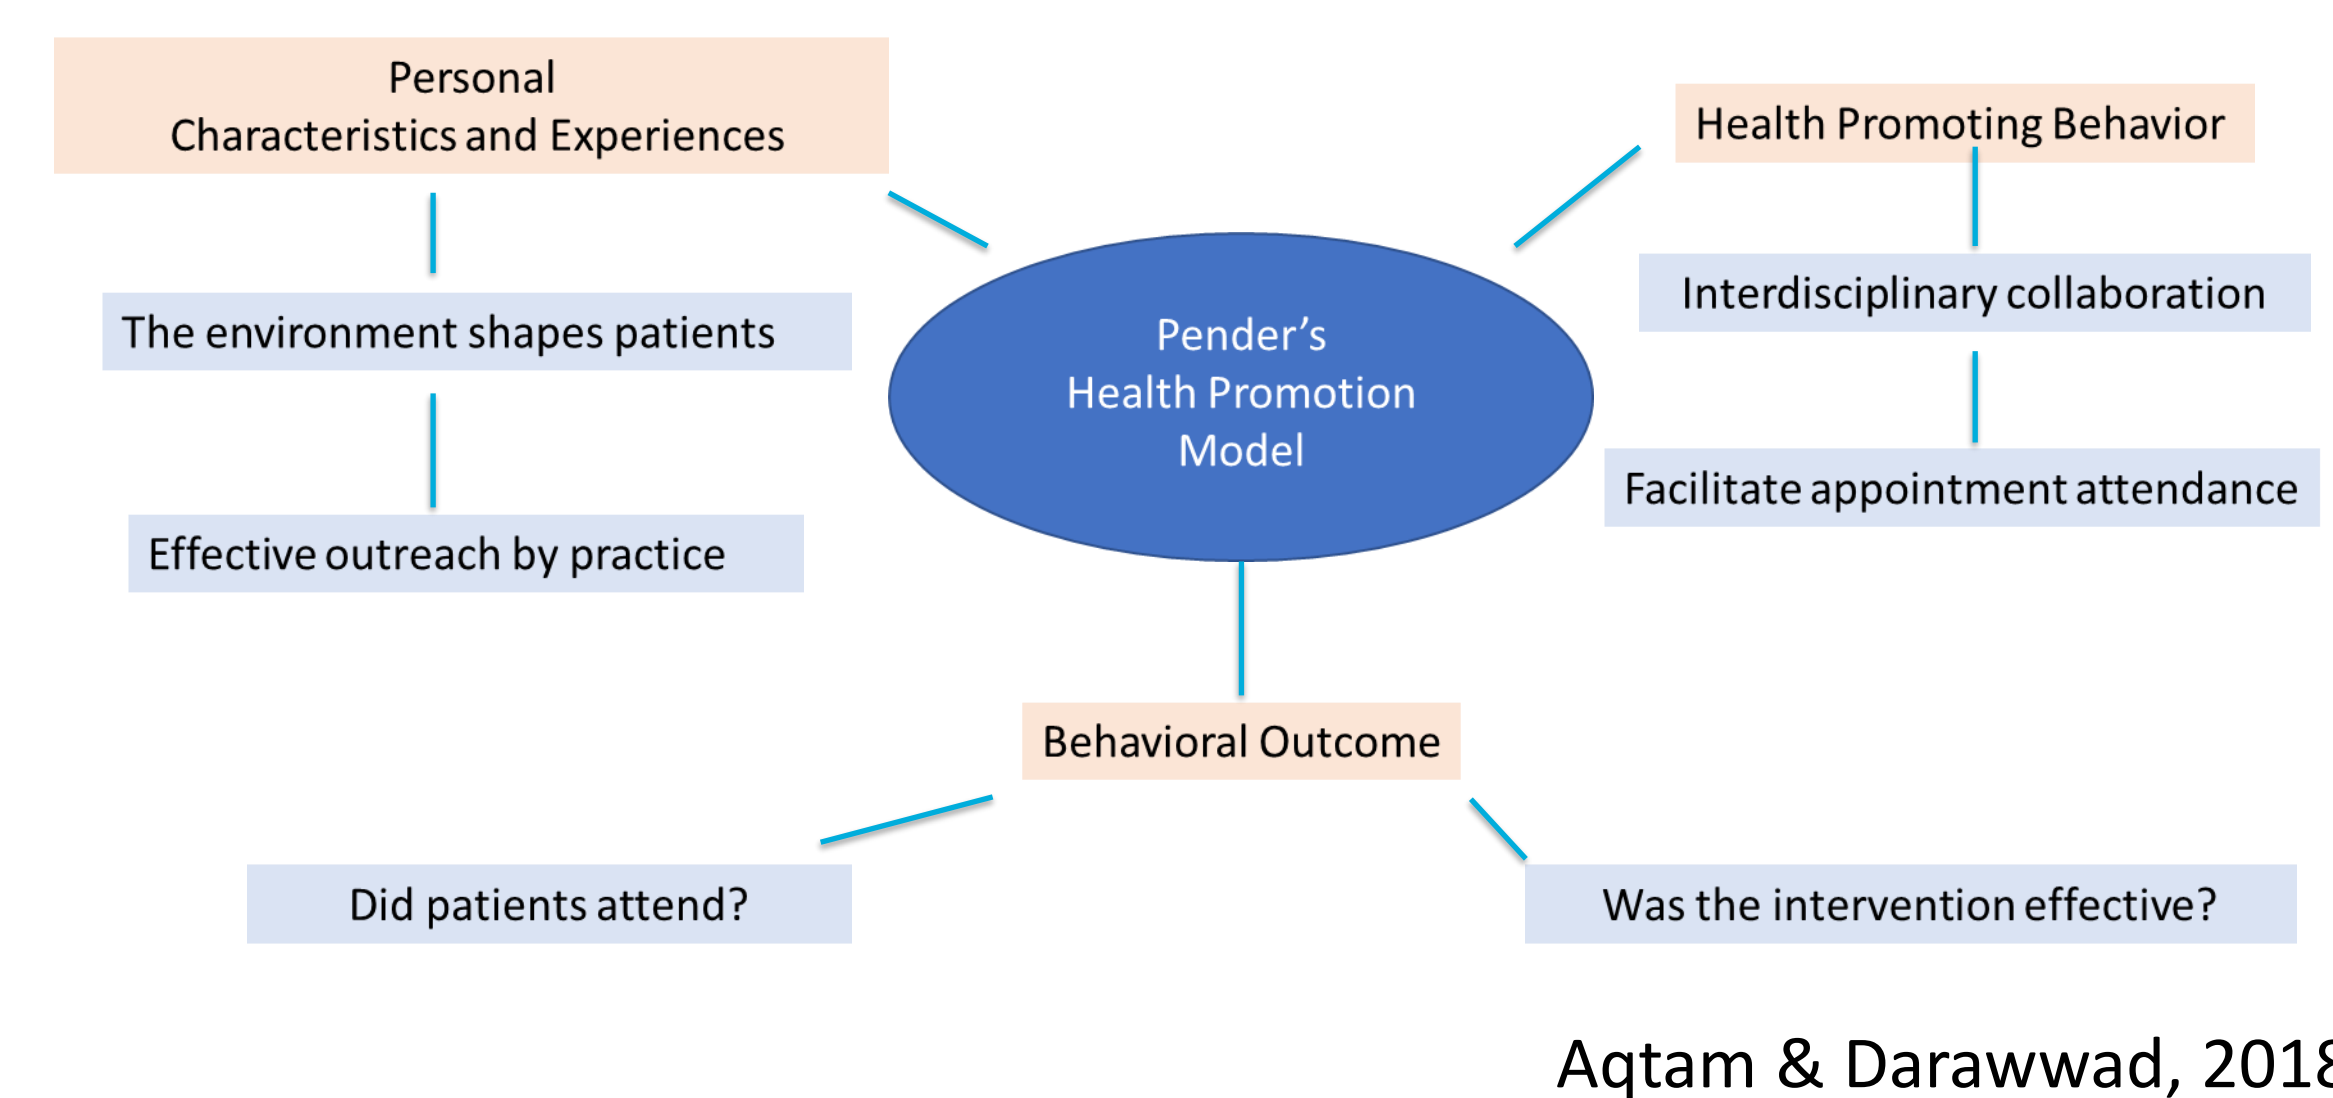 Personal
Characteristics and Experiences
Health Promoting Behavior
The environment shapes patients
Interdisciplinary collaboration
Pender’s
Health Promotion
Model
Effective outreach by practice
Facilitate appointment attendance
Behavioral Outcome
Did patients attend?
Was the intervention effective?
Aqtam & Darawwad, 2018